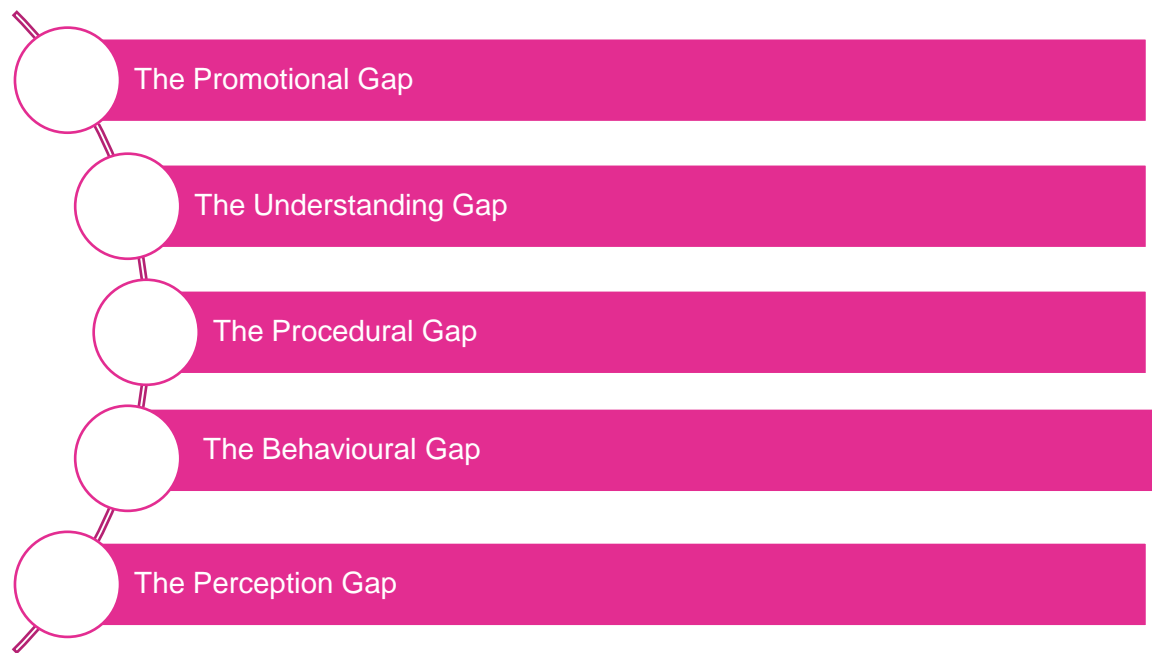 The Promotional Gap
The Understanding Gap
The Procedural Gap
The Behavioural Gap
The Perception Gap